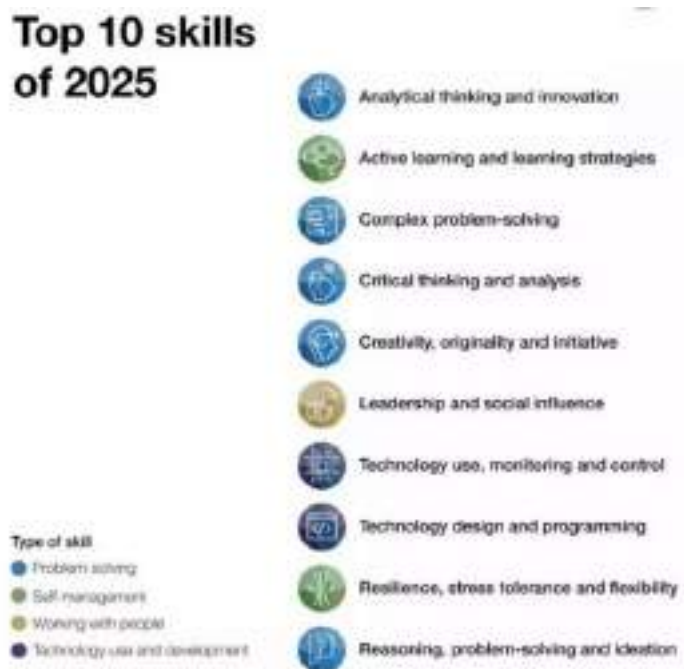 Top 10 skills
of 2025
Analytical thinking and innovation
Active learning and learning strategies
Complex problem-solving
Critical thinking and analysis
Creativity, originality and initiative
Leadership and social influence
Technology use, monitoring and control
Technology design and programming
Resilience, stress tolerance and flexibility
Reasoning, problem-solving and ideation
Type of skill
Problem solving
Self-management
Working with people
Technology use and development